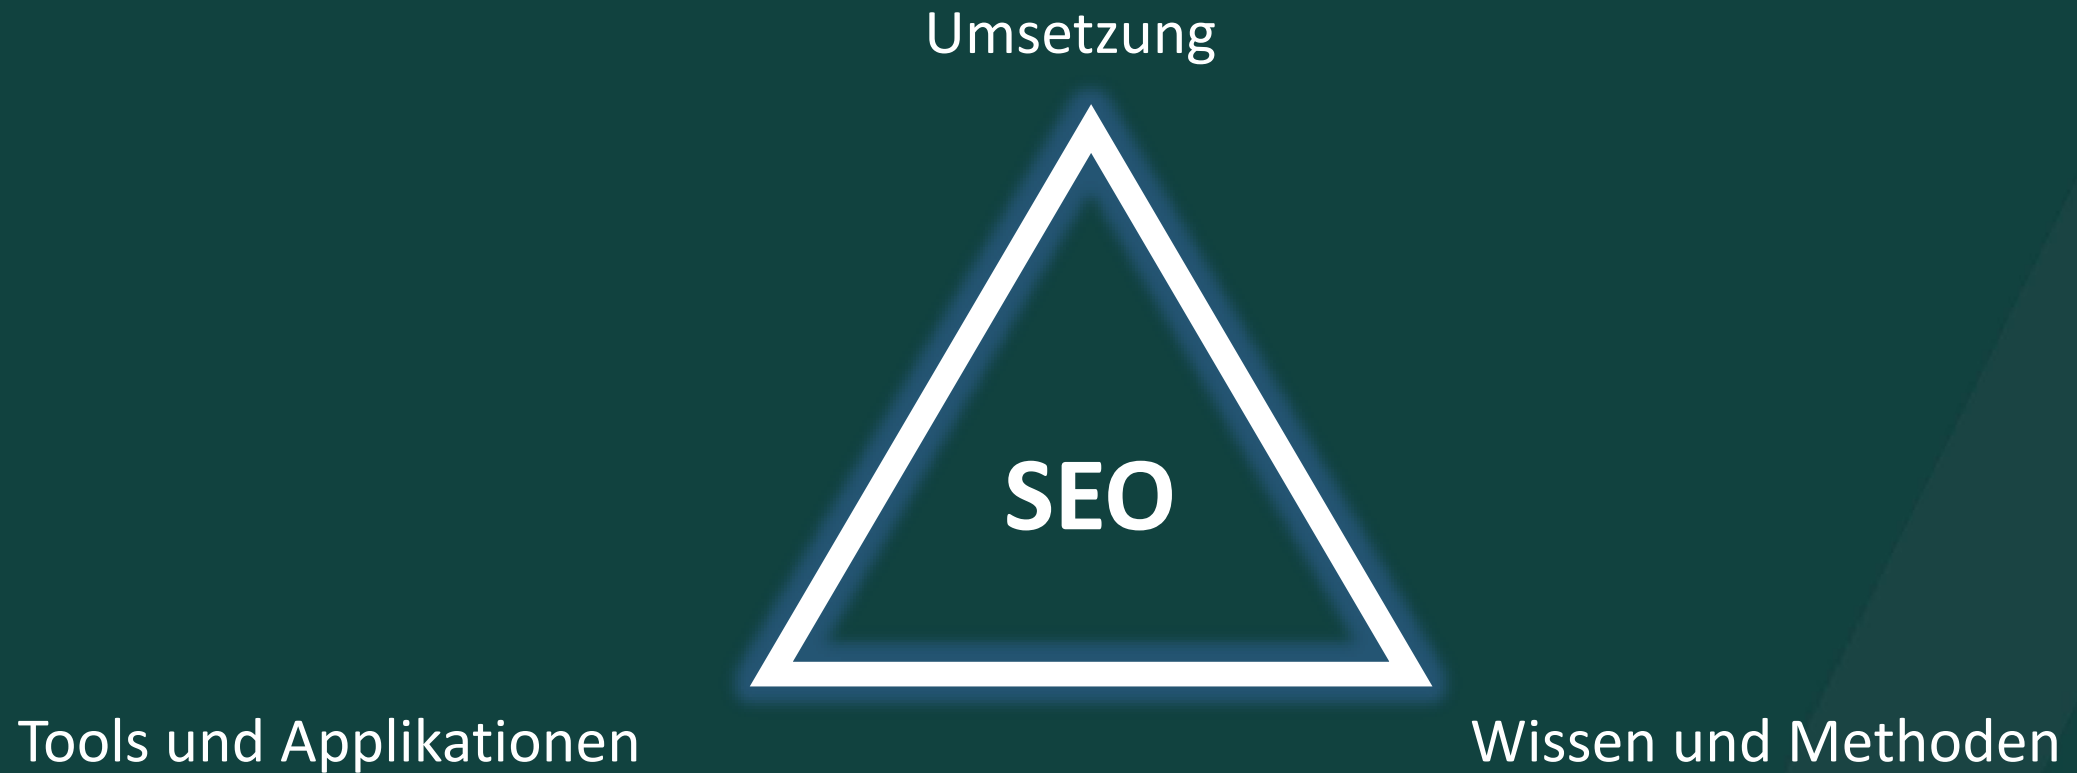 Umsetzung
SEO
Tools und Applikationen
Wissen und Methoden